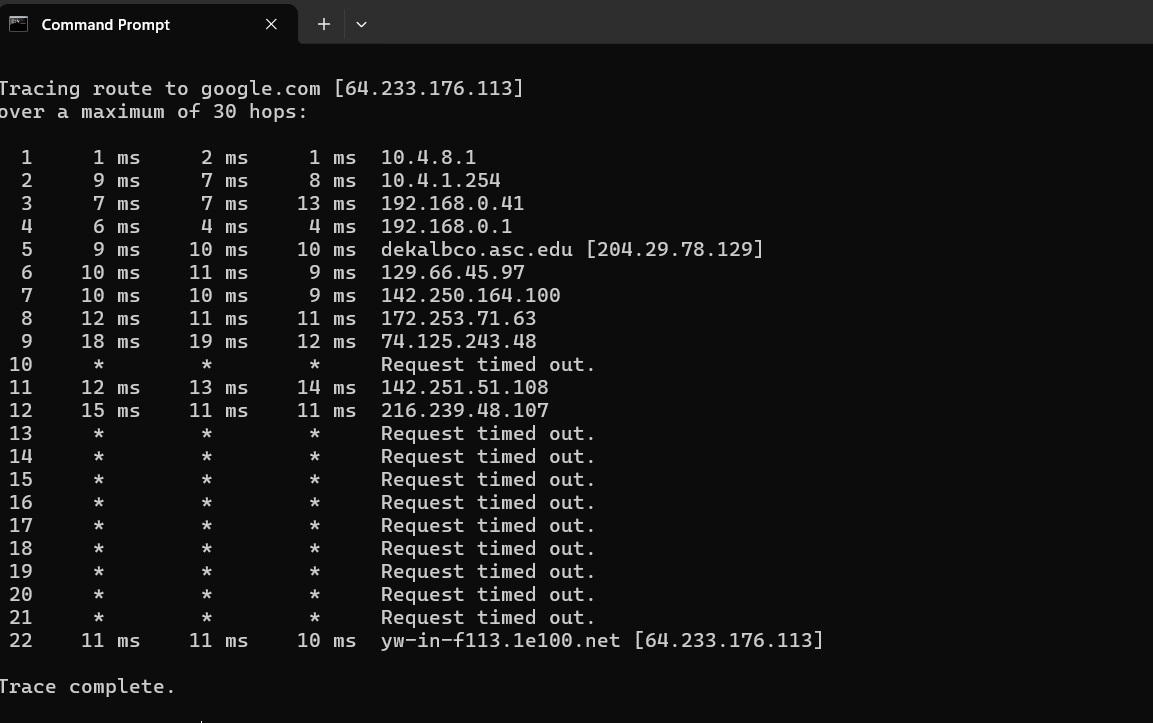 Command Prompt
Tracing route to google.com [64.233.176.113]
over a maximum of 30 hops:
1 1 ms 2 ms 1 ms 10.4.8.1
2 9 ms 7 ms 8 ms 10.4.1.254
3 7 ms 7 ms 13 ms 192.168.0.41
4 6 ms 4 ms 4 ms 192.168.0.1
5 9 ms 10 ms 10 ms dekalbco.asc.edu [204.29.78.129]
6 10 ms 11 ms 9 ms 129.66.45.97
7 10 ms 10 ms 9 ms 142.250.164.100
8 12 ms 11 ms 11 ms 172.253.71.63
9 18 ms 19 ms 12 ms 74.125.243.48
10 * * * Request timed out.
11 12 ms 13 ms 14 ms 142.251.51.108
12 15 ms 11 ms 11 ms 216.239.48.107
13 * * * Request timed out.
14 * * * Request timed out.
15 * * * Request timed out.
16 * * * Request timed out.
17 * * * Request timed out.
18 * * * Request timed out.
19 * * * Request timed out.
20 * * * Request timed out.
21 * * * Request timed out.
22 11 ms 11 ms 10 ms yw-in-f113.1e100.net [64.233.176.113]
Trace complete.